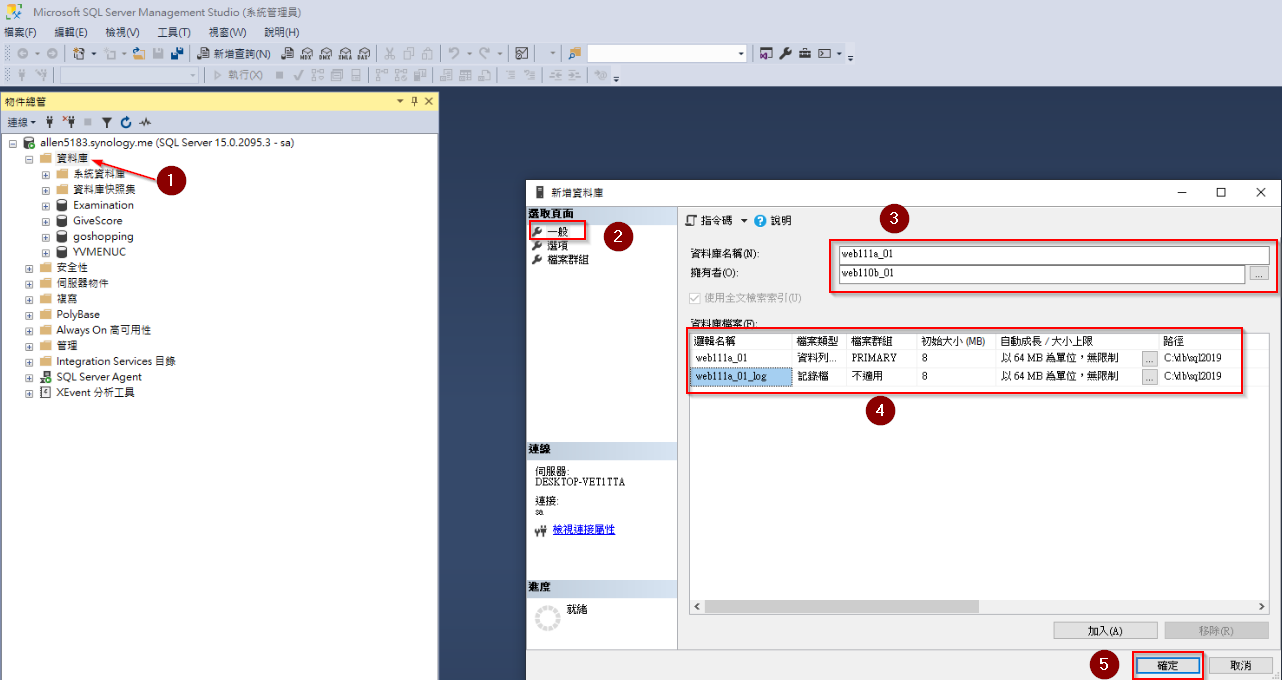 Microsoft SQL Server Management Studio (系統管理員)
檔案(F) 編輯(E) 檢視(V) 工具(T) 視窗(W) 說明(H)
新增查詢(N)
執行(X)
物件總管
連線
allen5183.synology.me (SQL Server 15.0.2095.3 - sa)
資料庫
系統資料庫
資料庫快照集
Examination
GiveScore
goshopping
YVMENUC
安全性
伺服器物件
複寫
PolyBase
Always On 高可用性
管理
Integration Services 目錄
SQL Server Agent
XEvent 分析工具
1
新增資料庫
選取頁面
一般
選項
檔案群組
2
指令碼 說明
3
資料庫名稱(N): web111a_01
擁有者(O): web110b_01 ...
使用全文檢索索引(U)
資料庫檔案(F):
邏輯名稱 檔案類型 檔案群組 初始大小 (MB) 自動成長 / 大小上限 路徑
web111a_01 資料列... PRIMARY 8 以 64 MB 為單位，無限制 ... C:\db\sql2019
web111a_01_log 記錄檔 不適用 8 以 64 MB 為單位，無限制 ... C:\db\sql2019
4
連線
伺服器:
DESKTOP-VET1TTA
連接:
sa
檢視連接屬性
進度
就緒
加入(A) 移除(R)
5
確定 取消